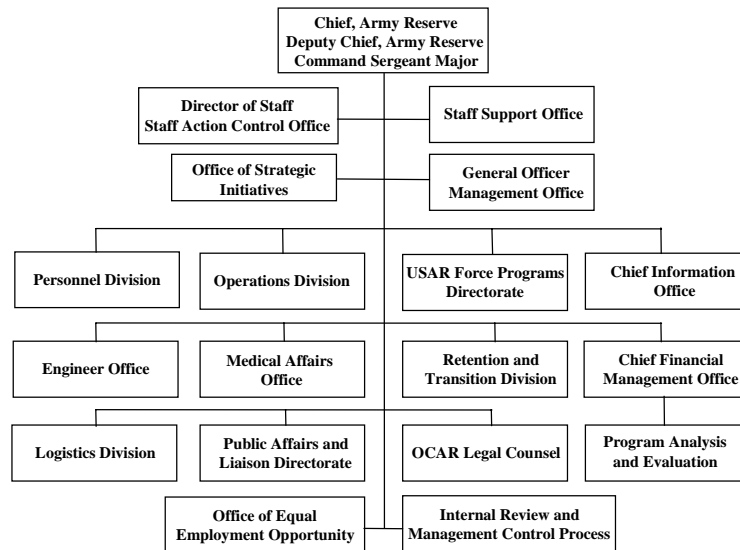 Chief, Army Reserve
Deputy Chief, Army Reserve
Command Sergeant Major
Director of Staff
Staff Action Control Office
Staff Support Office
Office of Strategic
Initiatives
General Officer
Management Office
Personnel Division
Operations Division
USAR Force Programs
Directorate
Chief Information
Office
Engineer Office
Medical Affairs
Office
Retention and
Transition Division
Chief Financial
Management Office
Logistics Division
Public Affairs and
Liaison Directorate
OCAR Legal Counsel
Program Analysis
and Evaluation
Office of Equal
Employment Opportunity
Internal Review and
Management Control Process